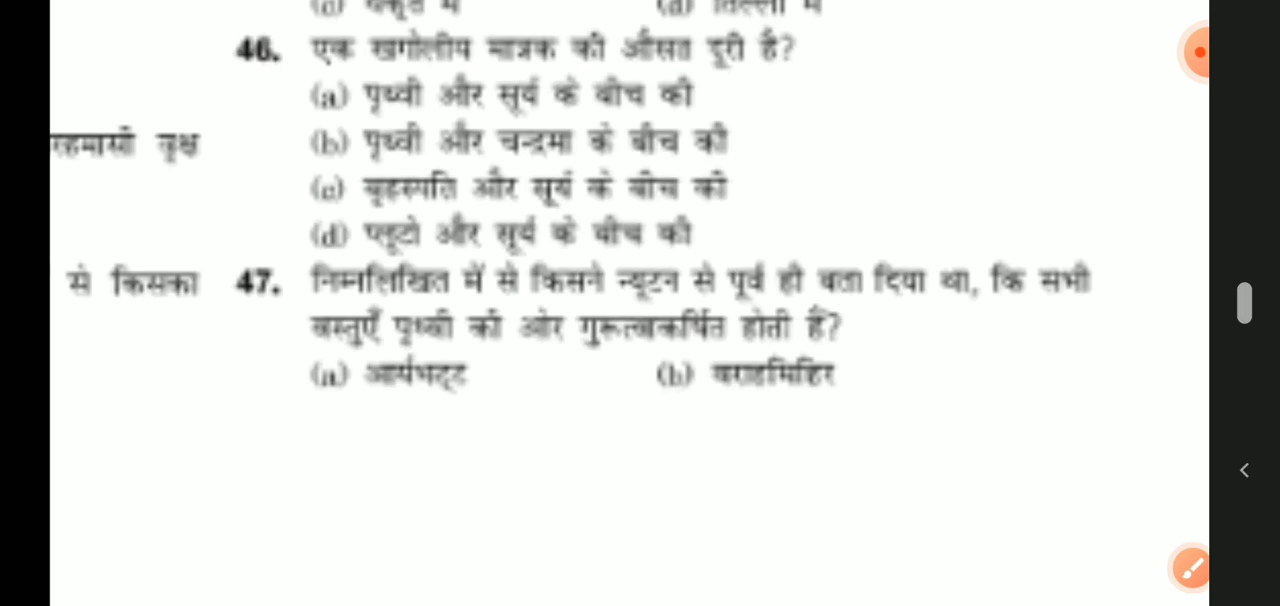 (c) यकृत में (d) तिल्ली में
46. एक खगोलीय मात्रक की औसत दूरी है?
(a) पृथ्वी और सूर्य के बीच की
(b) पृथ्वी और चन्द्रमा के बीच की
(c) बृहस्पति और सूर्य के बीच की
(d) प्लूटो और सूर्य के बीच की
47. निम्नलिखित में से किसने न्यूटन से पूर्व ही बता दिया था, कि सभी
वस्तुएँ पृथ्वी की ओर गुरूत्वाकर्षित होती हैं?
(a) आर्यभट्ट (b) वराहमिहिर
वृक्ष
से किसका